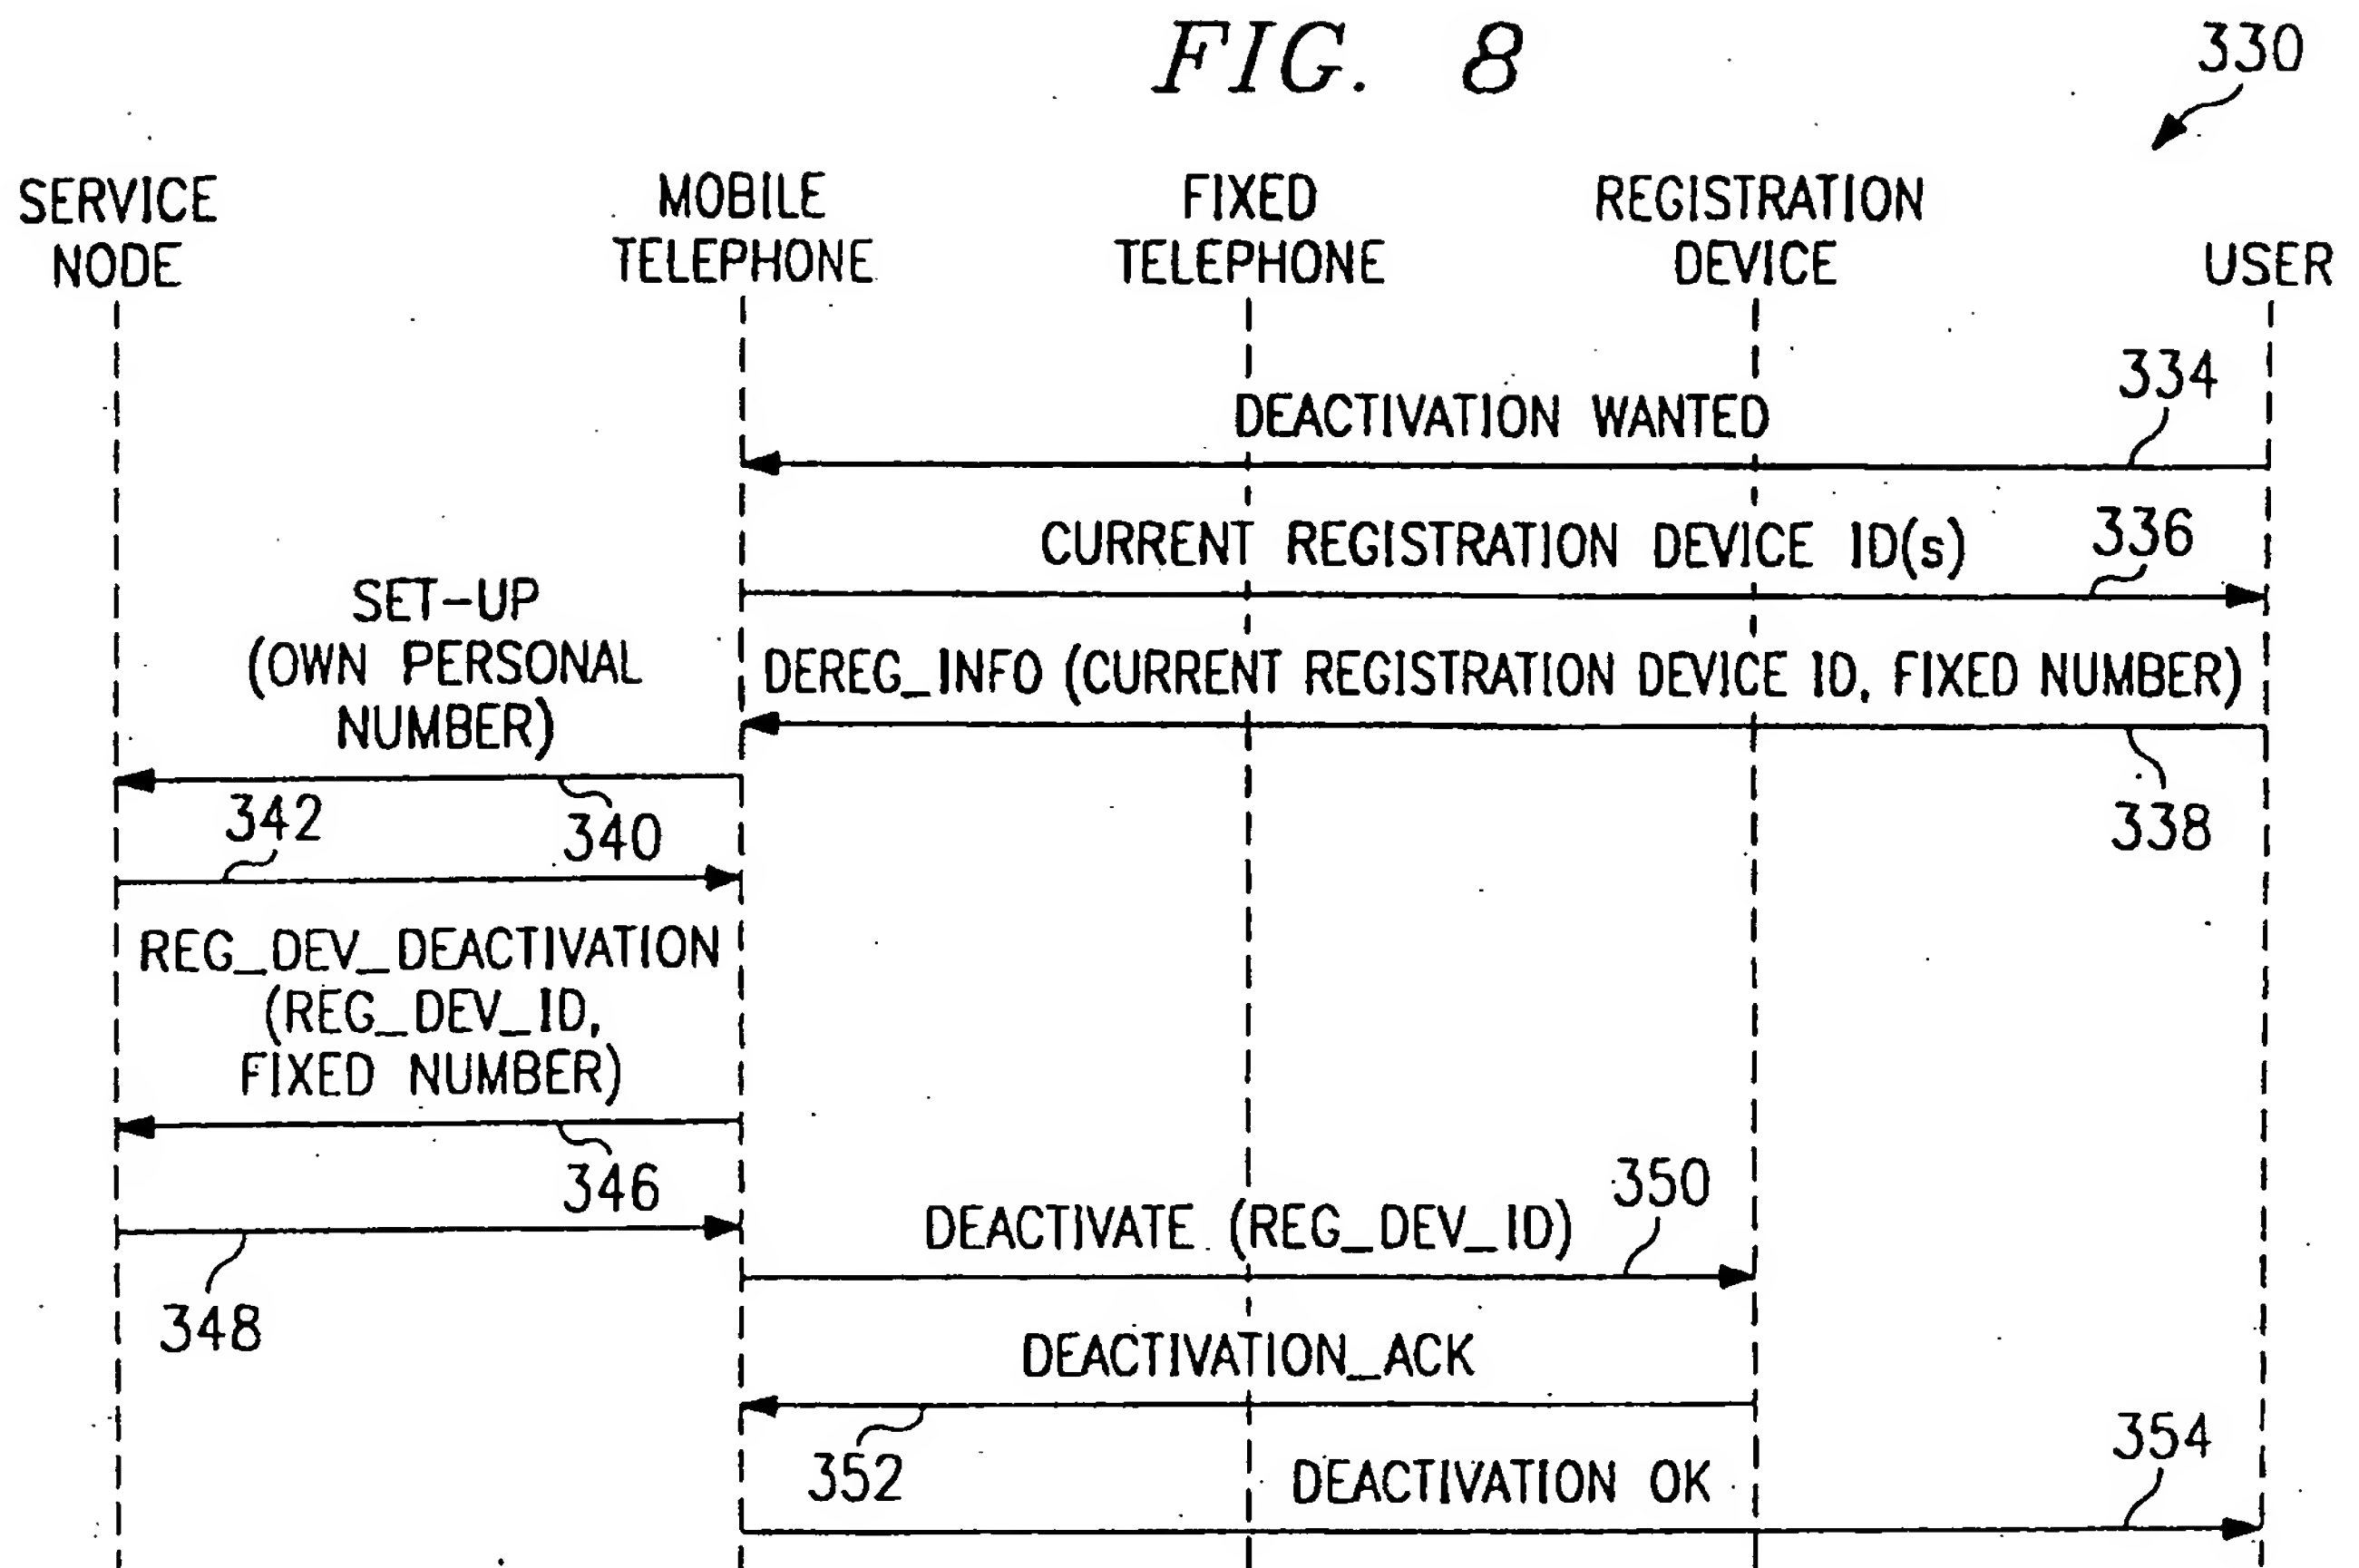 FIG. 8
330
SERVICE
NODE
MOBILE
TELEPHONE
FIXED
TELEPHONE
REGISTRATION
DEVICE
USER
334
DEACTIVATION WANTED
336
CURRENT REGISTRATION DEVICE ID(s)
SET-UP
(OWN PERSONAL
NUMBER)
DEREG_INFO (CURRENT REGISTRATION DEVICE ID, FIXED NUMBER)
342
340
338
REG_DEV_DEACTIVATION
(REG_DEV_ID,
FIXED NUMBER)
346
350
DEACTIVATE (REG_DEV_ID)
348
DEACTIVATION_ACK
352
354
DEACTIVATION OK